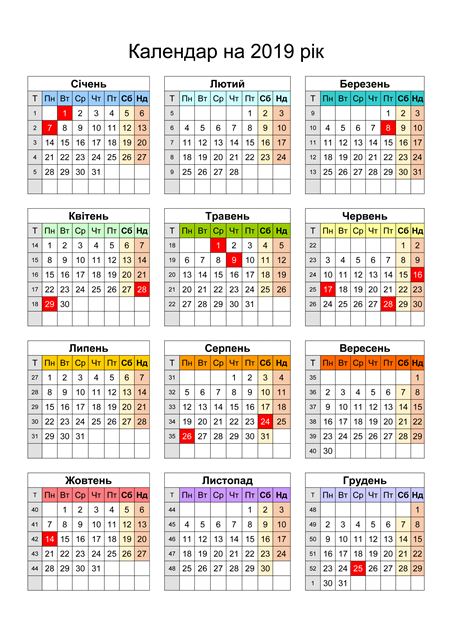 Календар на 2019 рік
Січень
Т Пн Вт Ср Чт Пт Сб Нд
1 1 2 3 4 5 6
2 7 8 9 10 11 12 13
3 14 15 16 17 18 19 20
4 21 22 23 24 25 26 27
5 28 29 30 31
Лютий
Т Пн Вт Ср Чт Пт Сб Нд
5 1 2 3
6 4 5 6 7 8 9 10
7 11 12 13 14 15 16 17
8 18 19 20 21 22 23 24
9 25 26 27 28
Березень
Т Пн Вт Ср Чт Пт Сб Нд
9 1 2 3
10 4 5 6 7 8 9 10
11 11 12 13 14 15 16 17
12 18 19 20 21 22 23 24
13 25 26 27 28 29 30 31
Квітень
Т Пн Вт Ср Чт Пт Сб Нд
14 1 2 3 4 5 6 7
15 8 9 10 11 12 13 14
16 15 16 17 18 19 20 21
17 22 23 24 25 26 27 28
18 29 30
Травень
Т Пн Вт Ср Чт Пт Сб Нд
18 1 2 3 4 5
19 6 7 8 9 10 11 12
20 13 14 15 16 17 18 19
21 20 21 22 23 24 25 26
22 27 28 29 30 31
Червень
Т Пн Вт Ср Чт Пт Сб Нд
22 1 2
23 3 4 5 6 7 8 9
24 10 11 12 13 14 15 16
25 17 18 19 20 21 22 23
26 24 25 26 27 28 29 30
Липень
Т Пн Вт Ср Чт Пт Сб Нд
27 1 2 3 4 5 6 7
28 8 9 10 11 12 13 14
29 15 16 17 18 19 20 21
30 22 23 24 25 26 27 28
31 29 30 31
Серпень
Т Пн Вт Ср Чт Пт Сб Нд
31 1 2 3 4
32 5 6 7 8 9 10 11
33 12 13 14 15 16 17 18
34 19 20 21 22 23 24 25
35 26 27 28 29 30 31
Вересень
Т Пн Вт Ср Чт Пт Сб Нд
35 1
36 2 3 4 5 6 7 8
37 9 10 11 12 13 14 15
38 16 17 18 19 20 21 22
39 23 24 25 26 27 28 29
40 30
Жовтень
Т Пн Вт Ср Чт Пт Сб Нд
40 1 2 3 4 5 6
41 7 8 9 10 11 12 13
42 14 15 16 17 18 19 20
43 21 22 23 24 25 26 27
44 28 29 30 31
Листопад
Т Пн Вт Ср Чт Пт Сб Нд
44 1 2 3
45 4 5 6 7 8 9 10
46 11 12 13 14 15 16 17
47 18 19 20 21 22 23 24
48 25 26 27 28 29 30
Грудень
Т Пн Вт Ср Чт Пт Сб Нд
48 1
49 2 3 4 5 6 7 8
50 9 10 11 12 13 14 15
51 16 17 18 19 20 21 22
52 23 24 25 26 27 28 29
1 30 31